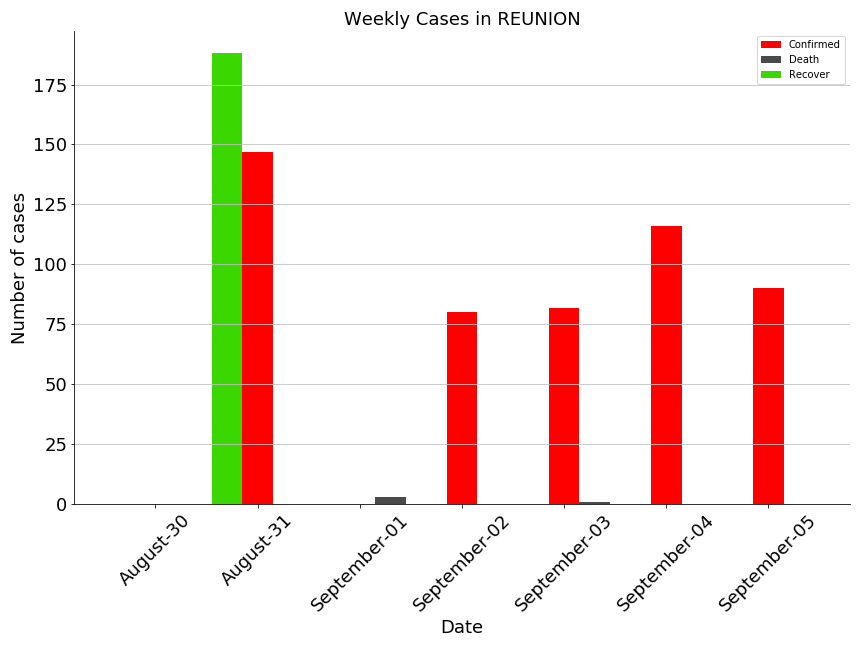 Weekly Cases in REUNION
Confirmed
Death
Recover
Number of cases
175
150
125
100
75
50
25
0
August-30
August-31
September-01
September-02
September-03
September-04
September-05
Date